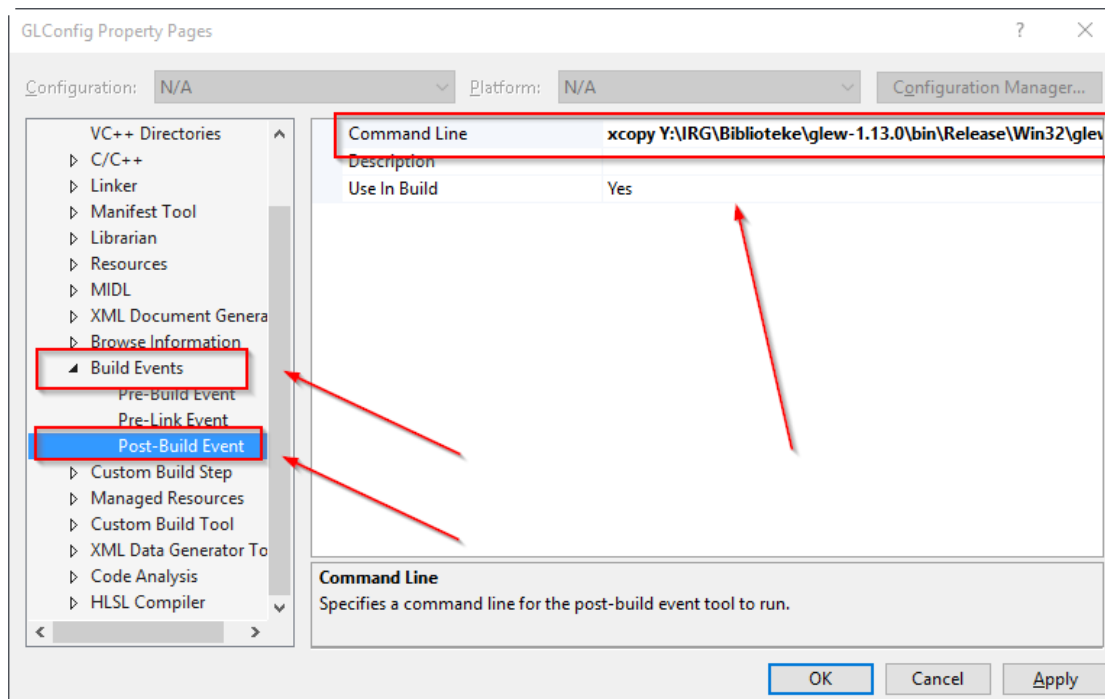 GLConfig Property Pages ?
Configuration: N/A Platform: N/A Configuration Manager...
VC++ Directories
C/C++
Linker
Manifest Tool
Librarian
Resources
MIDL
XML Document Genera
Browse Information
Build Events
Pre-Build Event
Pre-Link Event
Post-Build Event
Custom Build Step
Managed Resources
Custom Build Tool
XML Data Generator To
Code Analysis
HLSL Compiler
Command Line xcopy Y:\IRG\Biblioteke\glew-1.13.0\bin\Release\Win32\glew
Description
Use In Build Yes
Command Line
Specifies a command line for the post-build event tool to run.
OK Cancel Apply